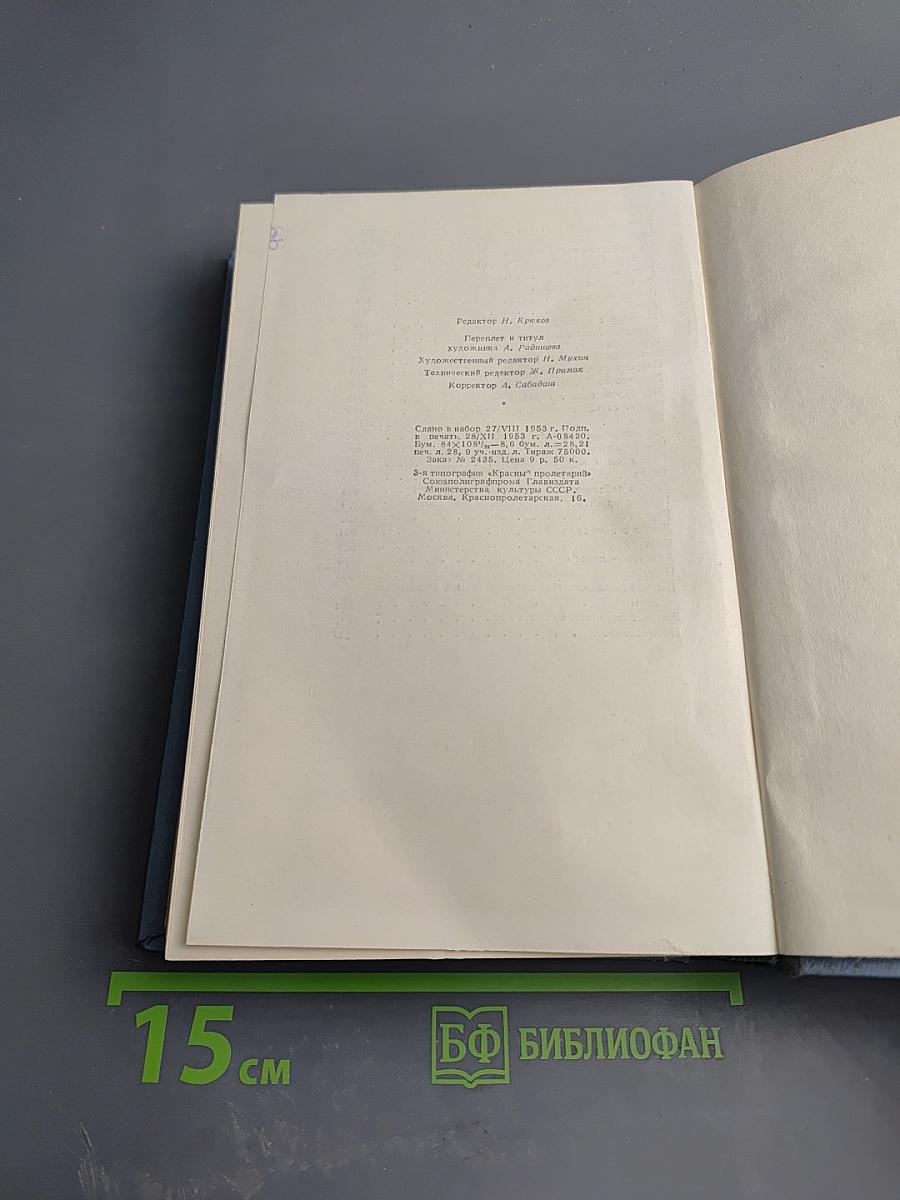 Редактор Н. Крюков
Переплет и титул
художника А. Радищева
Художественный редактор Н. Мухин
Технический редактор Ж. Примак
Корректор А. Сабадаш
*
Сдано в набор 27/VIII 1953 г. Подп.
в печать 28/XII 1953 г. А-08420.
Бум. 84×108¹/₃₂—8,6 бум. л.=28,21
печ. л. 28, 9 уч.-изд. л. Тираж 75000.
Заказ № 2435. Цена 9 р. 50 к.
3-я типография «Красный пролетарий»
Союзполиграфпрома Главиздата
Министерства культуры СССР.
Москва, Краснопролетарская, 16.
15 см
БФ БИБЛИОФАН